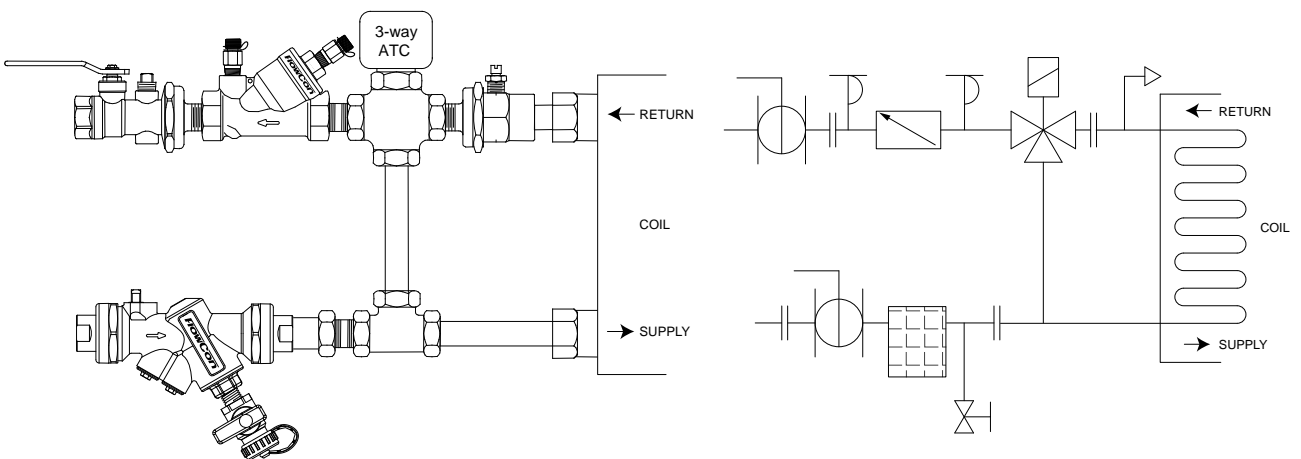 3-way
ATC
FlowCon
RETURN
COIL
SUPPLY
FlowCon
RETURN
COIL
SUPPLY